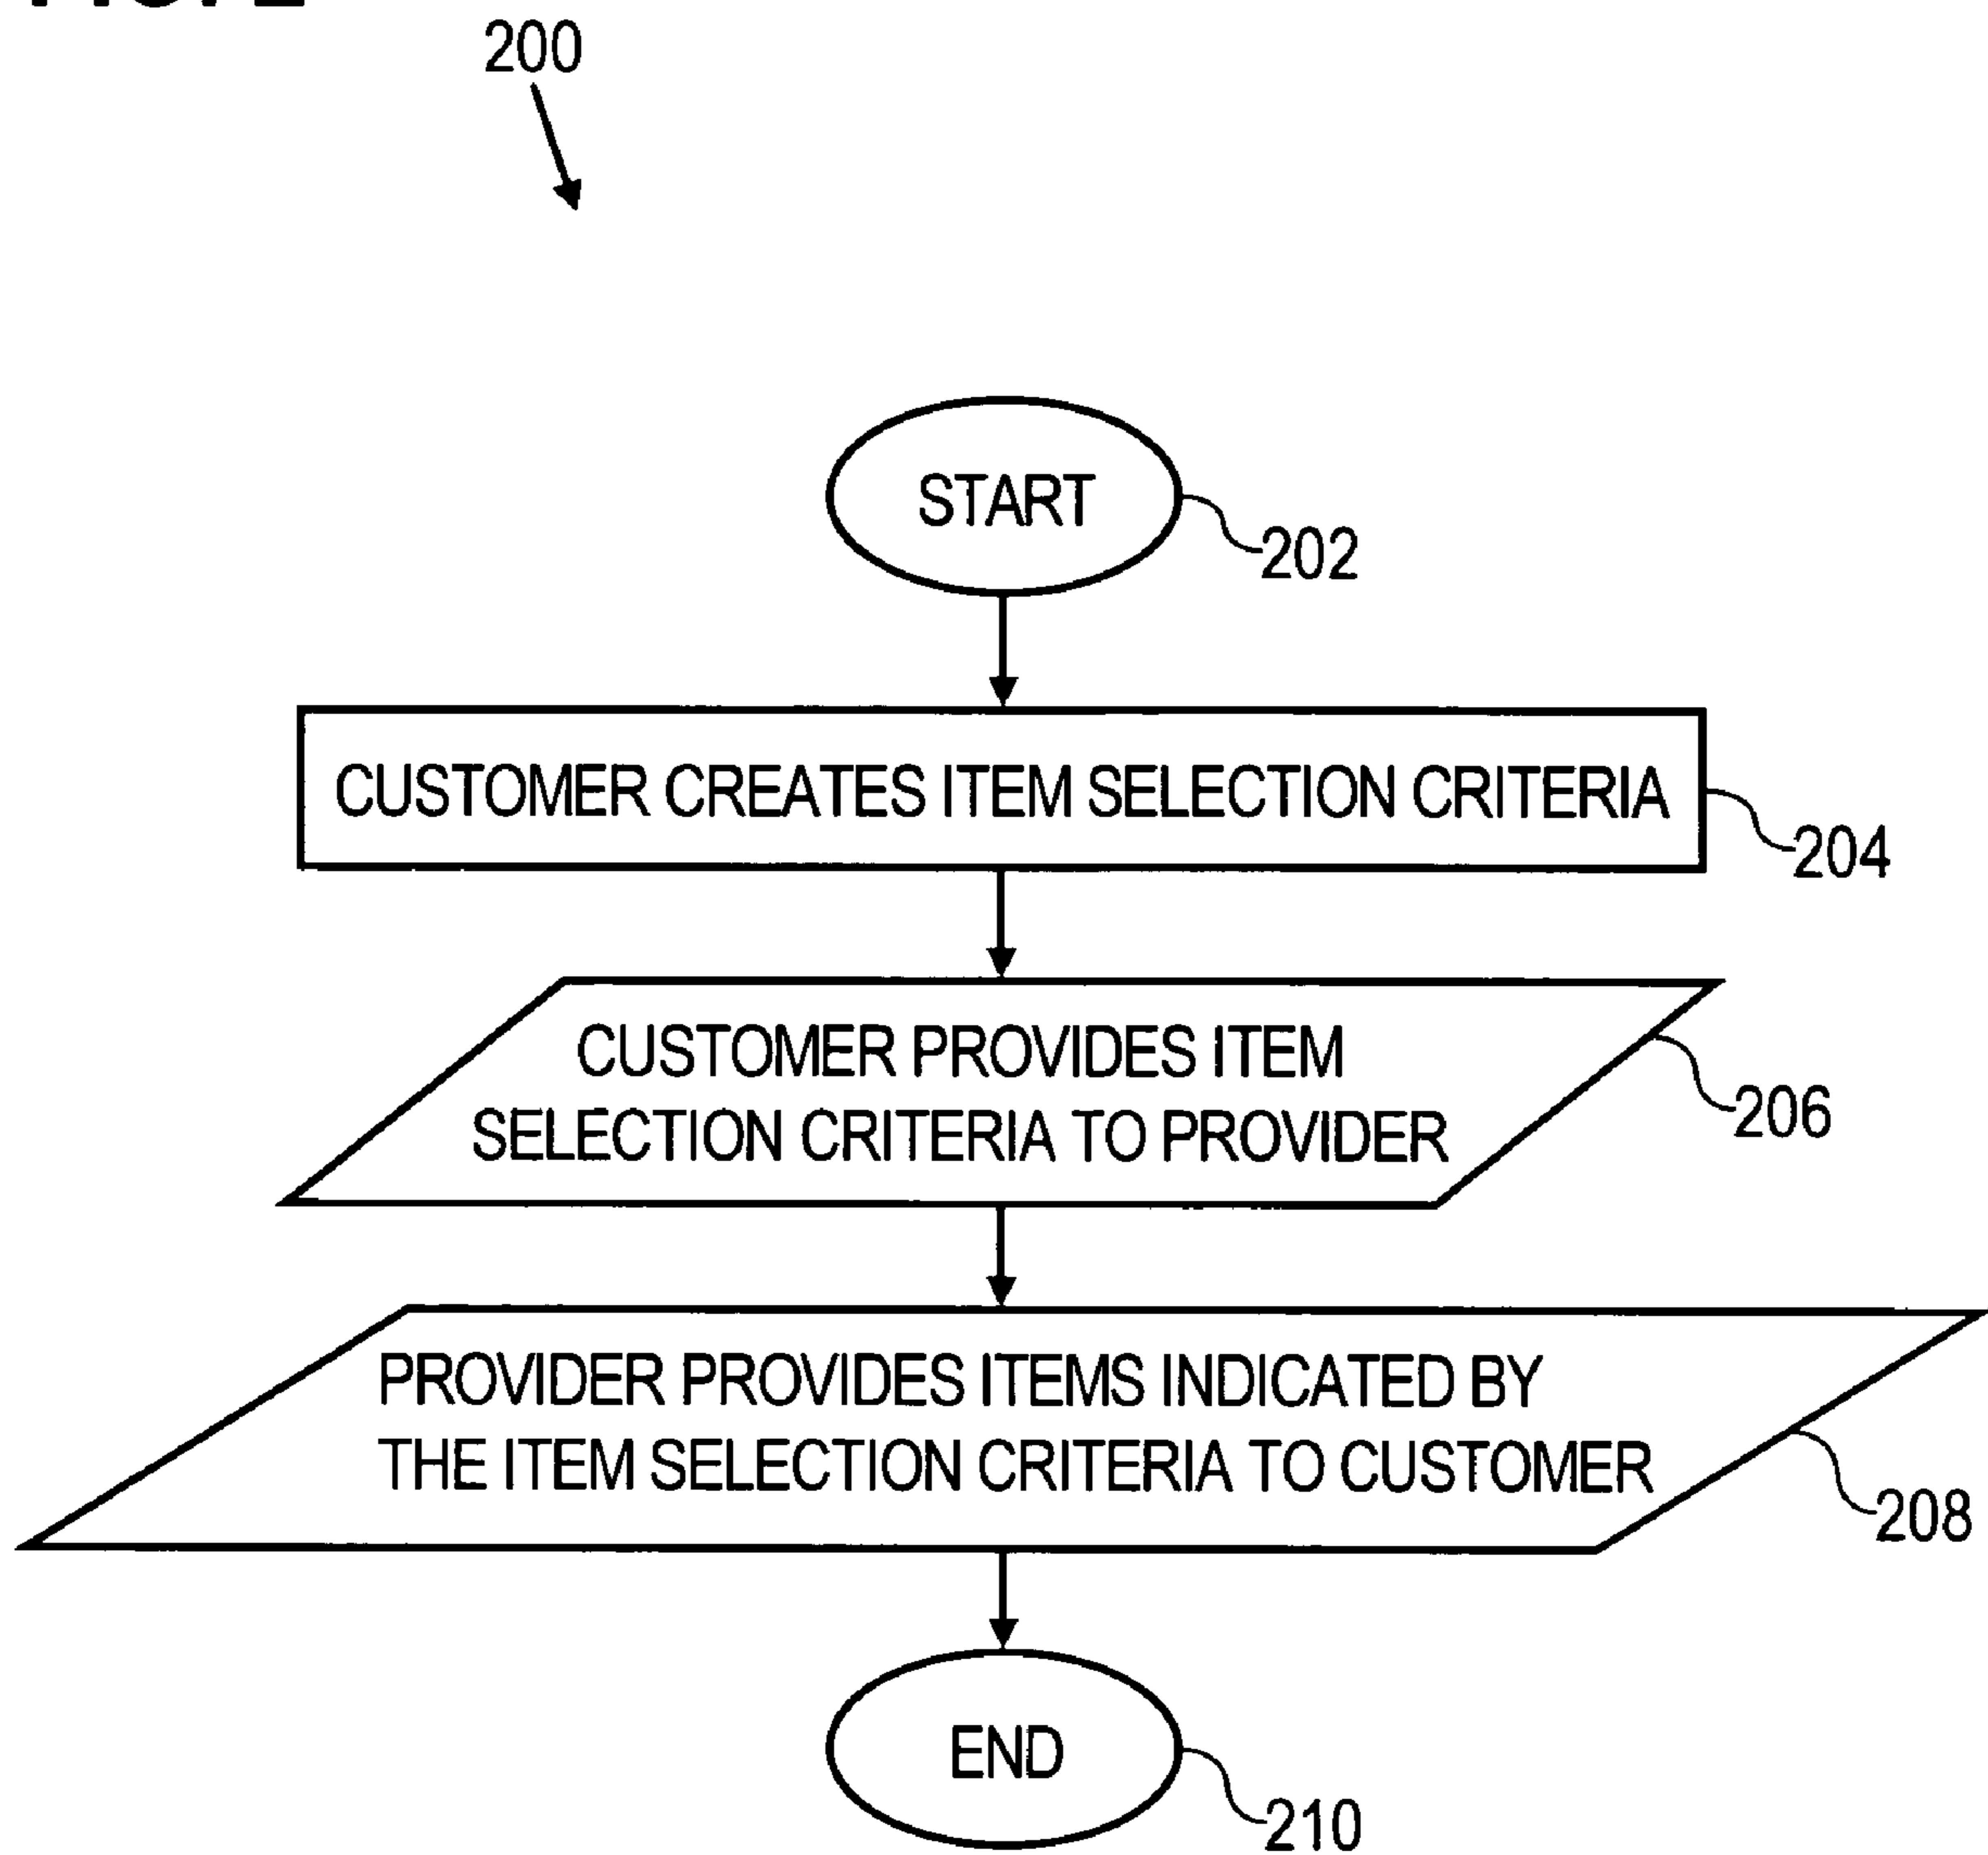 200
START
202
CUSTOMER CREATES ITEM SELECTION CRITERIA
204
CUSTOMER PROVIDES ITEM
SELECTION CRITERIA TO PROVIDER
206
PROVIDER PROVIDES ITEMS INDICATED BY
THE ITEM SELECTION CRITERIA TO CUSTOMER
208
END
210